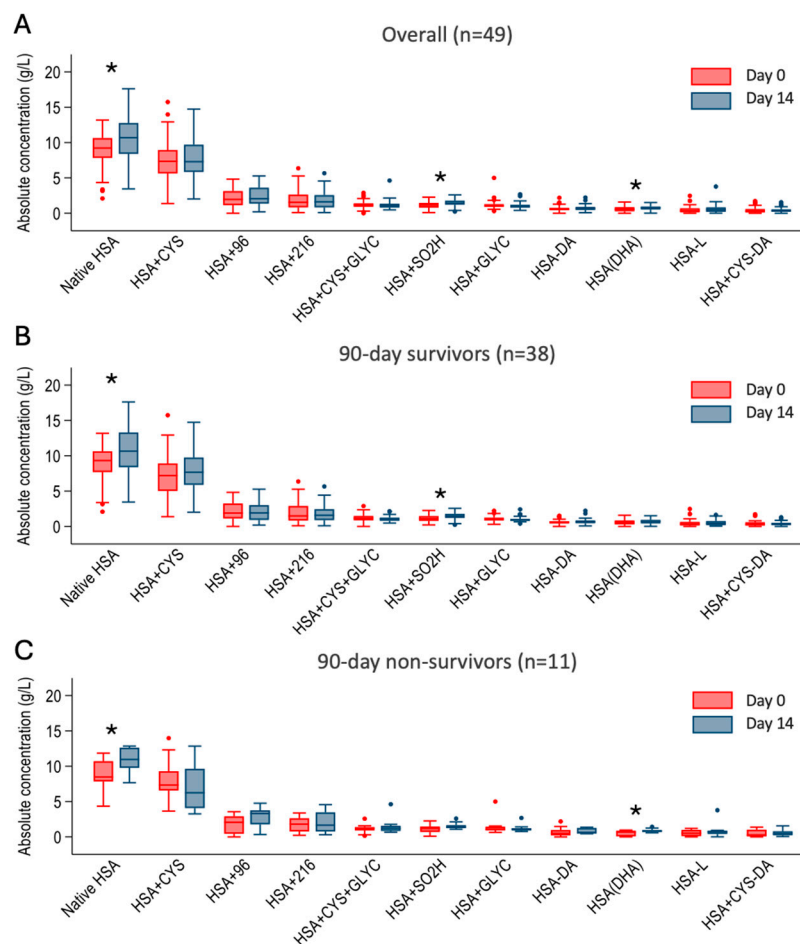 A
Overall (n=49)
Absolute concentration (g/L)
20
15
10
5
0
*
*
*
Day 0
Day 14
Native HSA
HSA+CYS
HSA+96
HSA+216
HSA+CYS+GLYC
HSA+SO2H
HSA+GLYC
HSA-DA
HSA(DHA)
HSA-L
HSA+CYS-DA
B
90-day survivors (n=38)
Absolute concentration (g/L)
20
15
10
5
0
*
*
Day 0
Day 14
Native HSA
HSA+CYS
HSA+96
HSA+216
HSA+CYS+GLYC
HSA+SO2H
HSA+GLYC
HSA-DA
HSA(DHA)
HSA-L
HSA+CYS-DA
C
90-day non-survivors (n=11)
Absolute concentration (g/L)
20
15
10
5
0
*
*
Day 0
Day 14
Native HSA
HSA+CYS
HSA+96
HSA+216
HSA+CYS+GLYC
HSA+SO2H
HSA+GLYC
HSA-DA
HSA(DHA)
HSA-L
HSA+CYS-DA